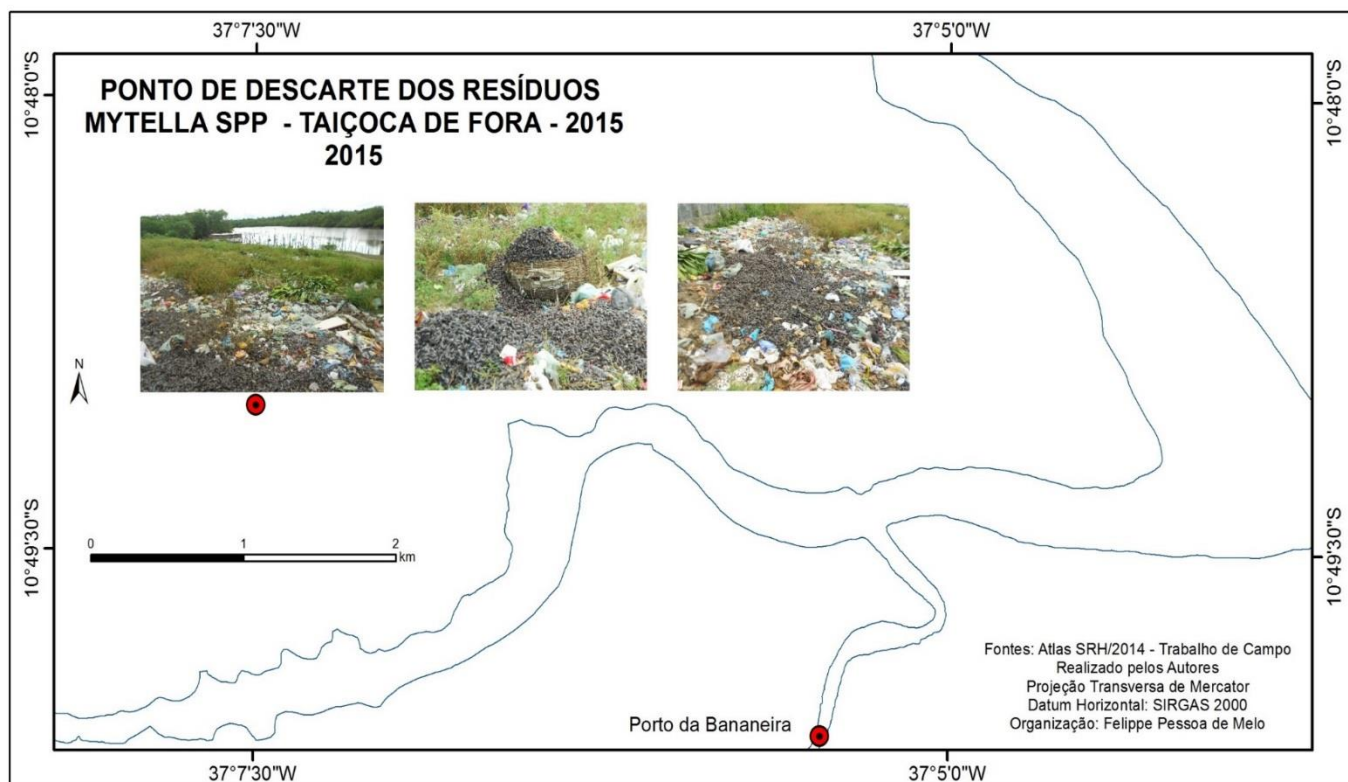 37°7'30"W
37°5'0"W
10°48'0"S
10°48'0"S
PONTO DE DESCARTE DOS RESÍDUOS
MYTELLA SPP - TAIÇOCA DE FORA - 2015
2015
N
0 1 2
km
10°49'30"S
10°49'30"S
Fontes: Atlas SRH/2014 - Trabalho de Campo
Realizado pelos Autores
Projeção Transversa de Mercator
Datum Horizontal: SIRGAS 2000
Organização: Felippe Pessoa de Melo
Porto da Bananeira
37°7'30"W
37°5'0"W